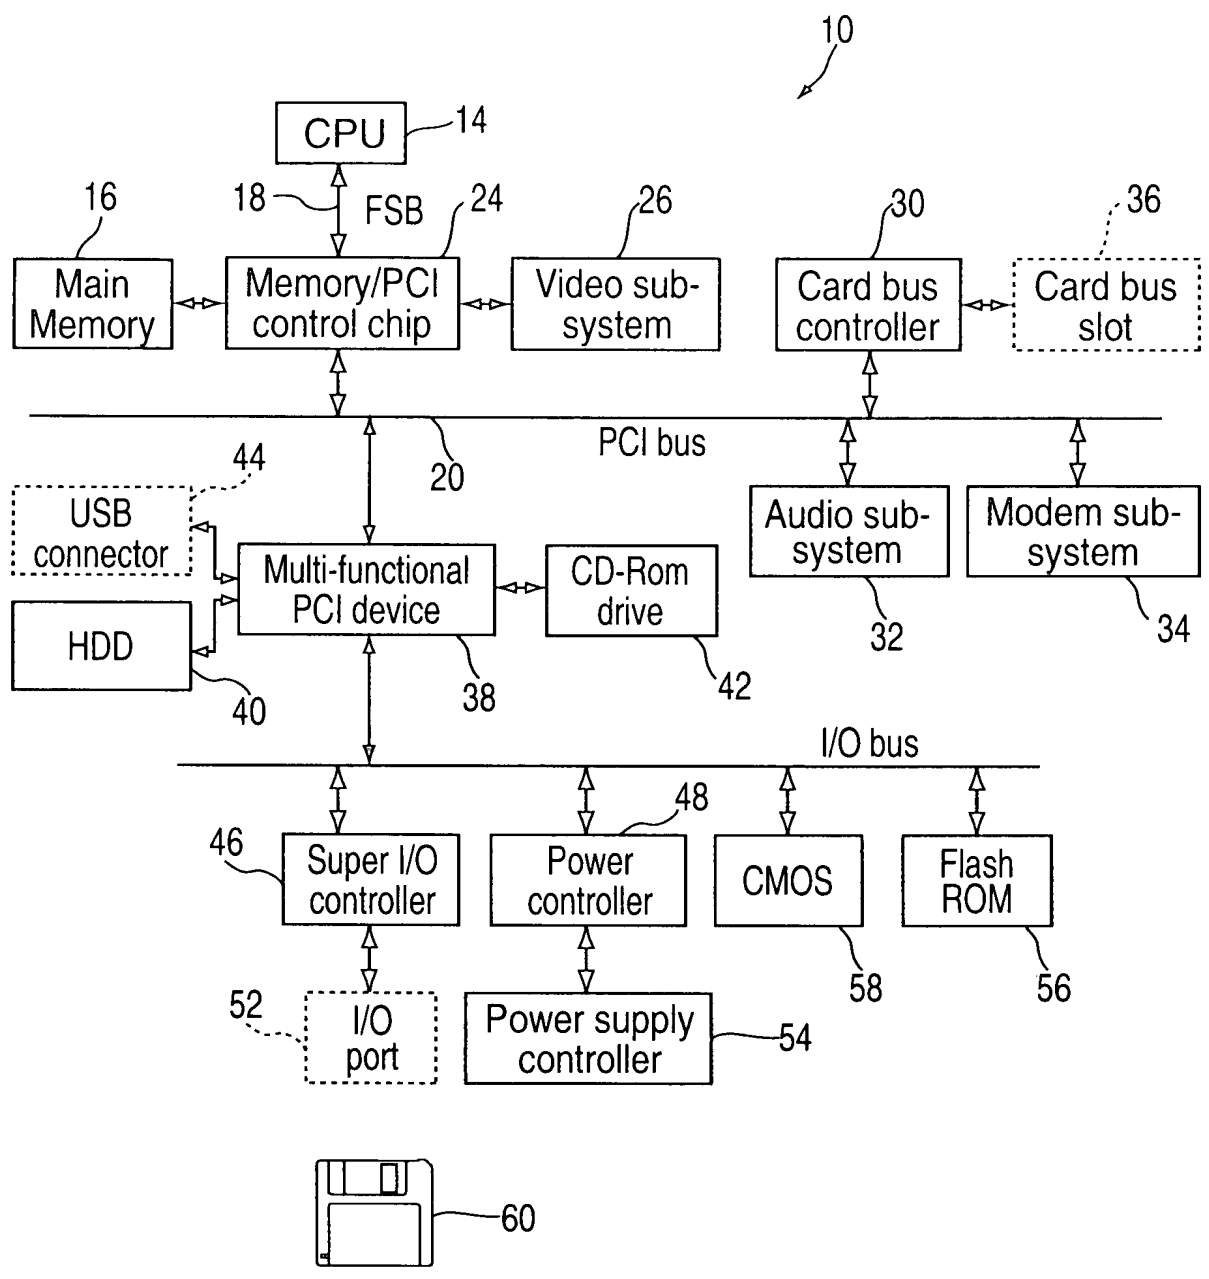 10
CPU
14
18
FSB
16
24
26
30
36
Main
Memory
Memory/PCI
control chip
Video sub-
system
Card bus
controller
Card bus
slot
PCI bus
20
44
USB
connector
Audio sub-
system
Modem sub-
system
Multi-functional
PCI device
CD-Rom
drive
32
34
HDD
40
38
42
I/O bus
46
48
Super I/O
controller
Power
controller
CMOS
Flash
ROM
58
56
52
I/O
port
Power supply
controller
54
60